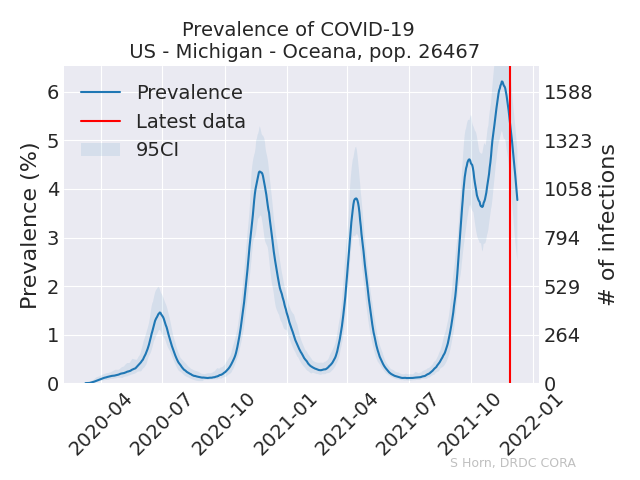 Prevalence of COVID-19
US - Michigan - Oceana, pop. 26467
Prevalence
Latest data
95CI
Prevalence (%)
6
5
4
3
2
1
0
1588
1323
1058
794
529
264
0
# of infections
2020-04
2020-07
2020-10
2021-01
2021-04
2021-07
2021-10
2022-01
S Horn, DRDC CORA